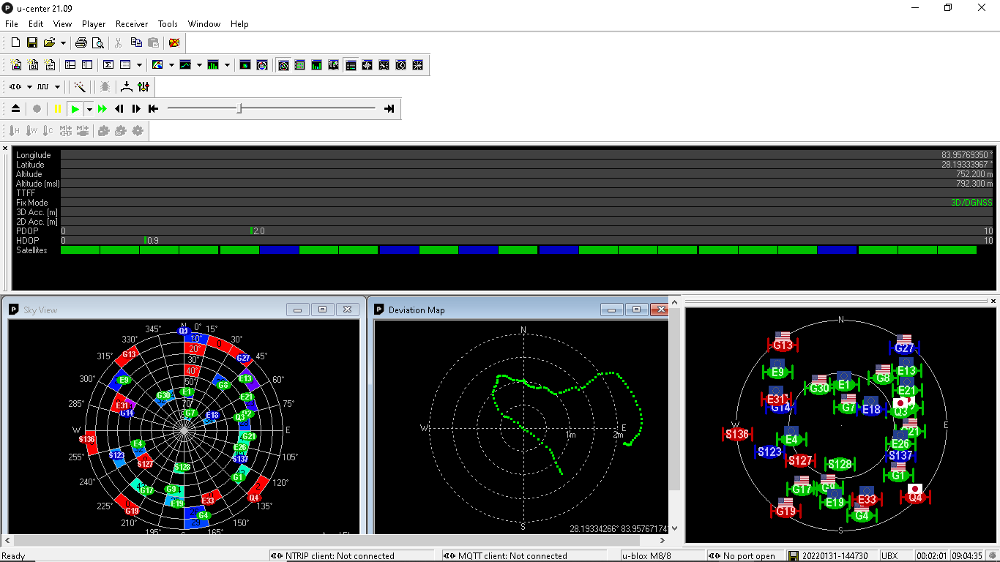 u-center 21.09
File Edit View Player Receiver Tools Window Help
Longitude 83.95769350 °
Latitude 28.19333967 °
Altitude 752.200 m
Altitude (msl) 792.300 m
TTFF
Fix Mode 3D/DGNSS
3D Acc. [m]
2D Acc. [m]
PDOP 0 2.0 10
HDOP 0 0.9 10
Satellites
Sky View
N 0° 15° 30° 45° 60° 75° E 105° 120° 135° 150° 165° 195° 210° 225° 240° 255° W 285° 300° 315° 330° 345°
10° 20° 30° 40° 50° 70°
G13 G27 E9 E13 G30 E1 G8 E21 E31 G14 G7 E18 Q3 G21 S136 E4 E26 S123 S127 S128 S137 G1 G17 G9 Q4 G19 E19 E33 G4
Deviation Map
N
W 1m 2m E
S
28.19334266° 83.95767174°
N
G13 G27
E9 E13
G30 E1 G8 E21
E31 G14 G7 E18 Q3
W S136 E4 E26 E
S123 S127 S128 S137
G1
G17 G9 Q4
G19 E19 E33 G4
S
Ready NTRIP client: Not connected MQTT client: Not connected u-blox M8/8 No port open 20220131-144730 UBX 00:02:01 09:04:35